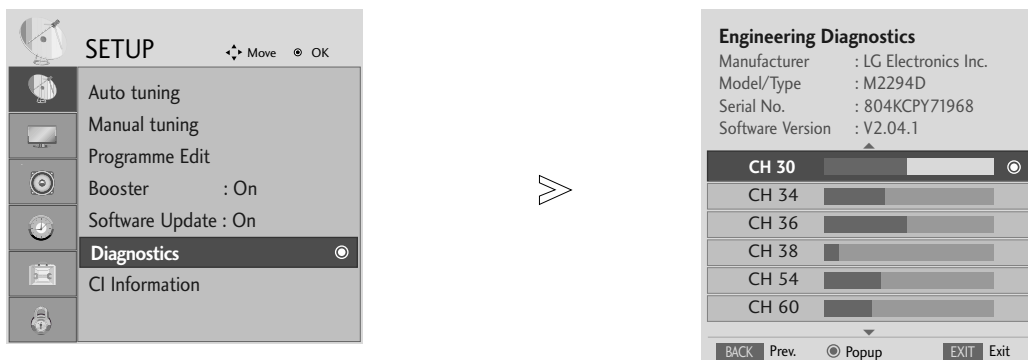 SETUP
Move OK
Auto tuning
Manual tuning
Programme Edit
Booster : On
Software Update : On
Diagnostics
CI Information
Engineering Diagnostics
Manufacturer : LG Electronics Inc.
Model/Type : M2294D
Serial No. : 804KCPY71968
Software Version : V2.04.1
CH 30
CH 34
CH 36
CH 38
CH 54
CH 60
BACK Prev. Popup EXIT Exit